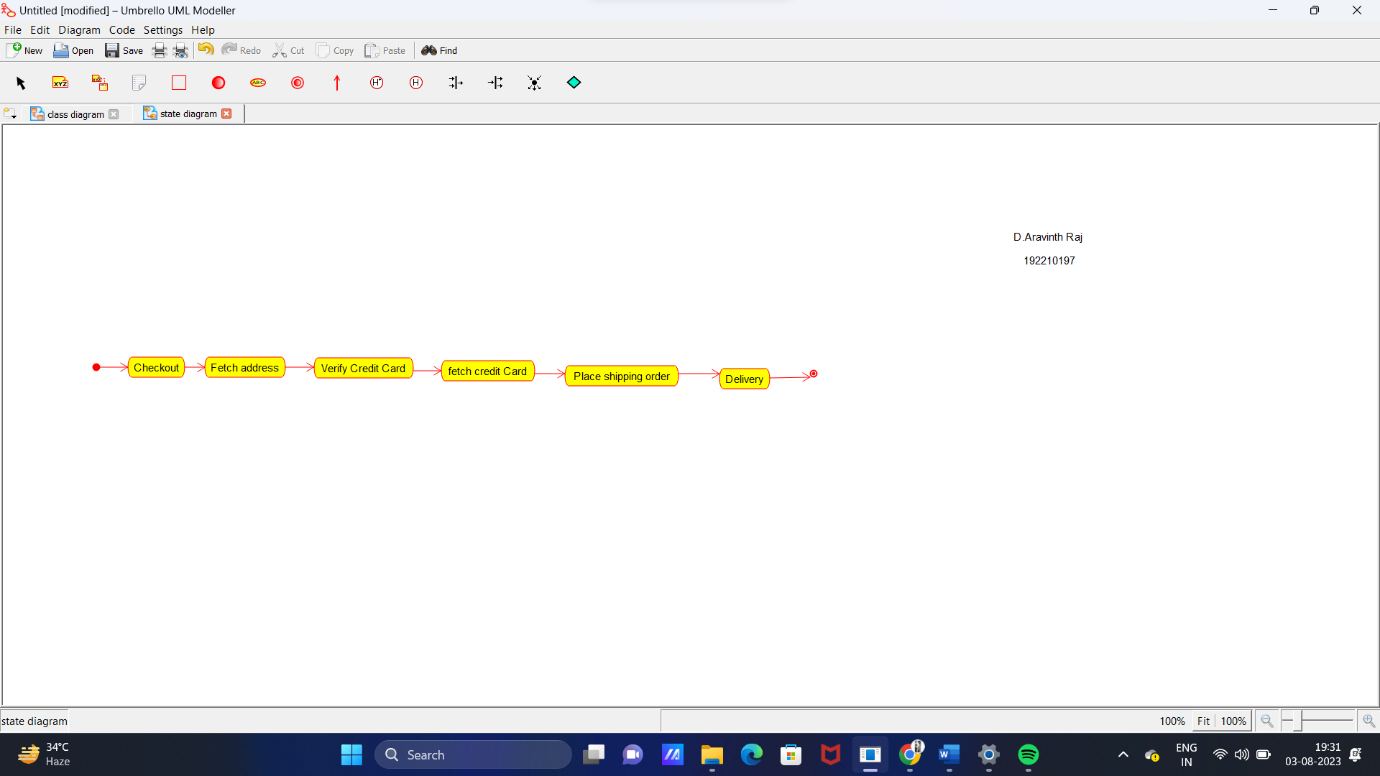 Untitled [modified] – Umbrello UML Modeller
File Edit Diagram Code Settings Help
New Open Save Redo Cut Copy Paste Find
XYZ ABC H* H
class diagram state diagram
D.Aravinth Raj
192210197
Checkout Fetch address Verify Credit Card fetch credit Card Place shipping order Delivery
state diagram 100% Fit 100%
34°C
Haze
Search
ENG
IN
19:31
03-08-2023